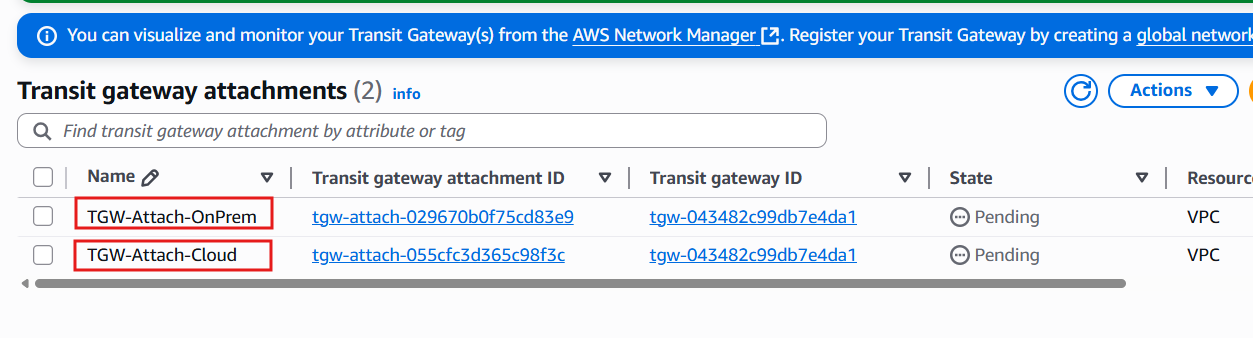 You can visualize and monitor your Transit Gateway(s) from the AWS Network Manager. Register your Transit Gateway by creating a global network
Transit gateway attachments (2) info
Actions
Find transit gateway attachment by attribute or tag
Name Transit gateway attachment ID Transit gateway ID State Resourc
TGW-Attach-OnPrem tgw-attach-029670b0f75cd83e9 tgw-043482c99db7e4da1 Pending VPC
TGW-Attach-Cloud tgw-attach-055cfc3d365c98f3c tgw-043482c99db7e4da1 Pending VPC